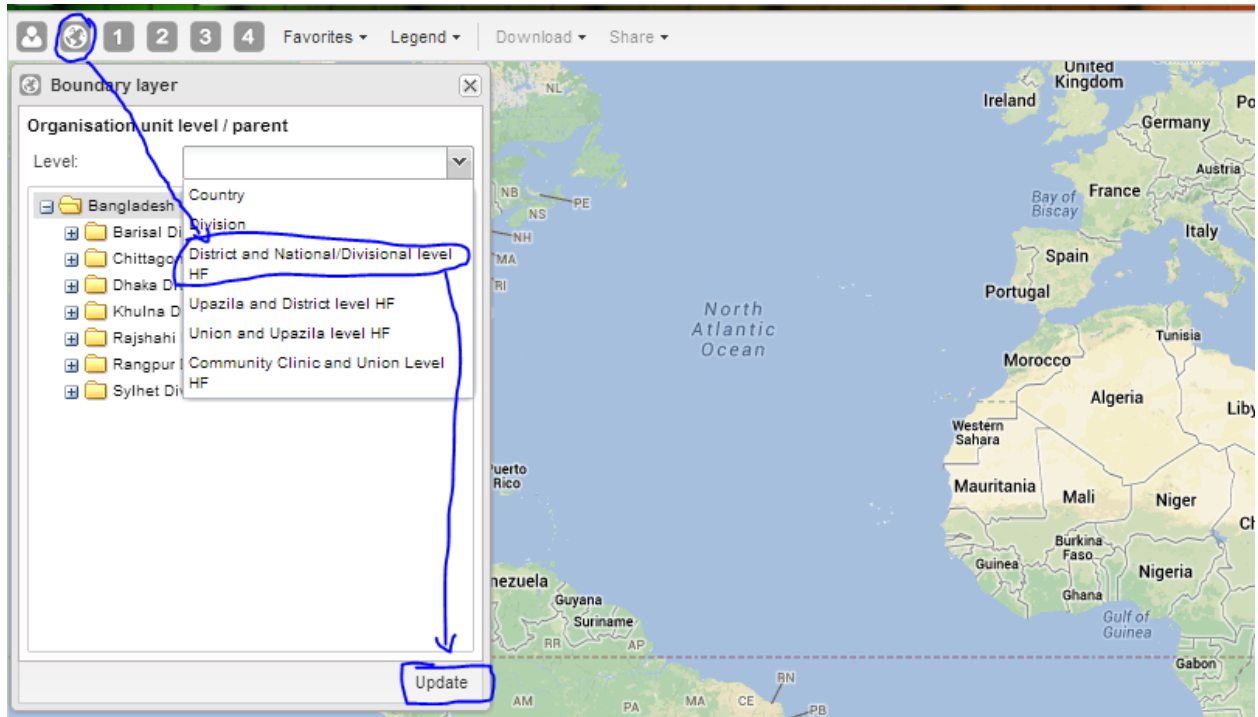 1 2 3 4 Favorites Legend Download Share
Boundary layer
Organisation unit level / parent
Level:
Country
Division
District and National/Divisional level
HF
Upazila and District level HF
Union and Upazila level HF
Community Clinic and Union Level
HF
Bangladesh
Barisal Di
Chittago
Dhaka D
Khulna D
Rajshahi
Rangpur
Sylhet Div
Update
United
Kingdom
Ireland
Po
Germany
Austria
Bay of
Biscay
France
Italy
Spain
Portugal
NL
NB
PE
NS
NH
MA
RI
North
Atlantic
Ocean
Tunisia
Morocco
Algeria
Liby
Western
Sahara
Puerto
Rico
Mauritania
Mali
Niger
Ch
Burkina
Faso
Guinea
Nigeria
Ghana
Gulf of
Guinea
Gabon
nezuela
Guyana
Suriname
RR
AP
AM
PA
MA
CE
RN
PB